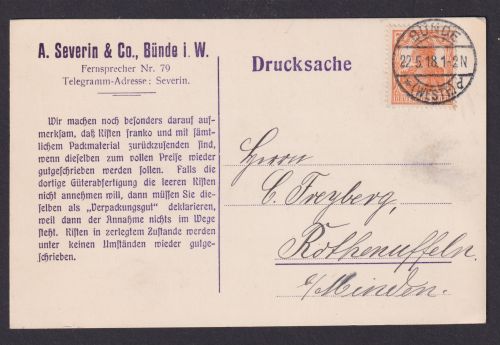 A. Severin & Co., Bünde i. W.
Fernsprecher Nr. 79
Telegramm-Adresse: Severin.
Wir machen noch besonders darauf auf-
merksam, daß Kisten franko und mit säm-
lichem Packmaterial zurückzusenden sind,
wenn dieselben zum vollen Preise wieder
gutgeschrieben werden sollen. Falls die
dortige Güterabfertigung die leeren Kisten
nicht annehmen will, dann müssen Sie die-
selben als „Verpackungsgut" deklarieren,
weil dann der Annahme nichts im Wege
steht. Kisten in zerlegtem Zustande werden
unter keinen Umständen wieder gutge-
schrieben.
Drucksache
BÜNDE
22.5.18.1-2N
(WESTF.) d
Herrn
C. Freyberg,
Rothenuffeln.
b/Minden.